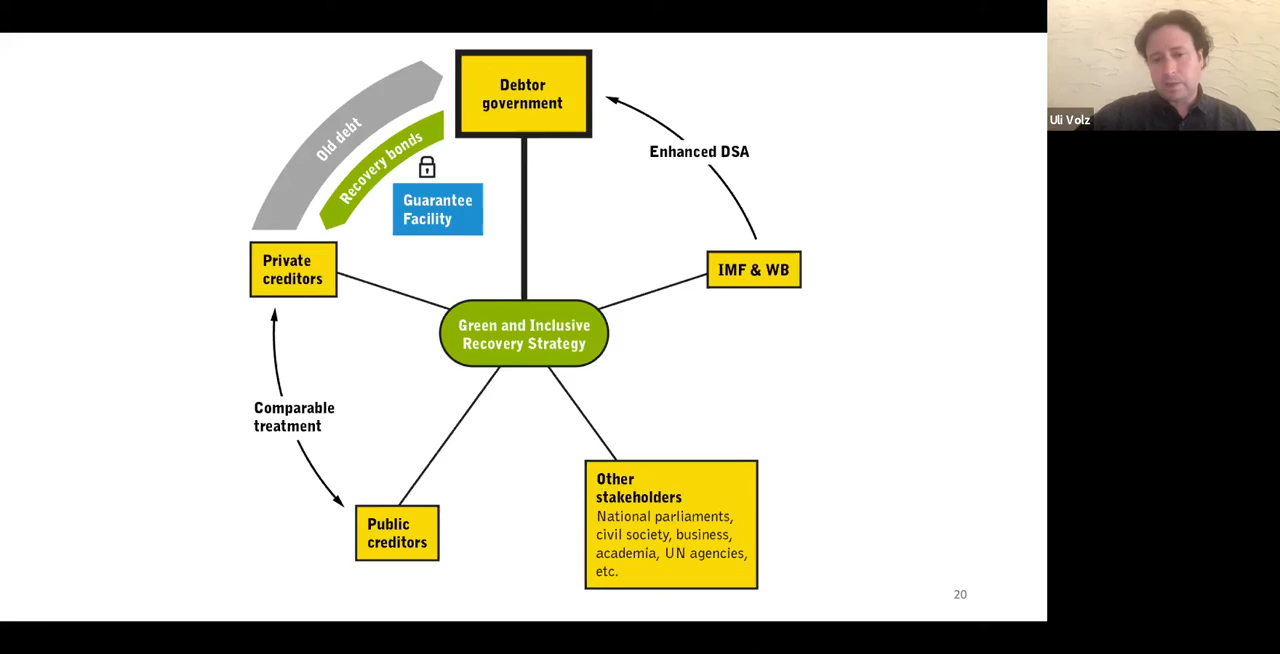 Debtor
government
Old debt
Recovery bonds
Guarantee
Facility
Enhanced DSA
Private
creditors
IMF & WB
Green and Inclusive
Recovery Strategy
Comparable
treatment
Public
creditors
Other
stakeholders
National parliaments,
civil society, business,
academia, UN agencies,
etc.
20
Uli Volz